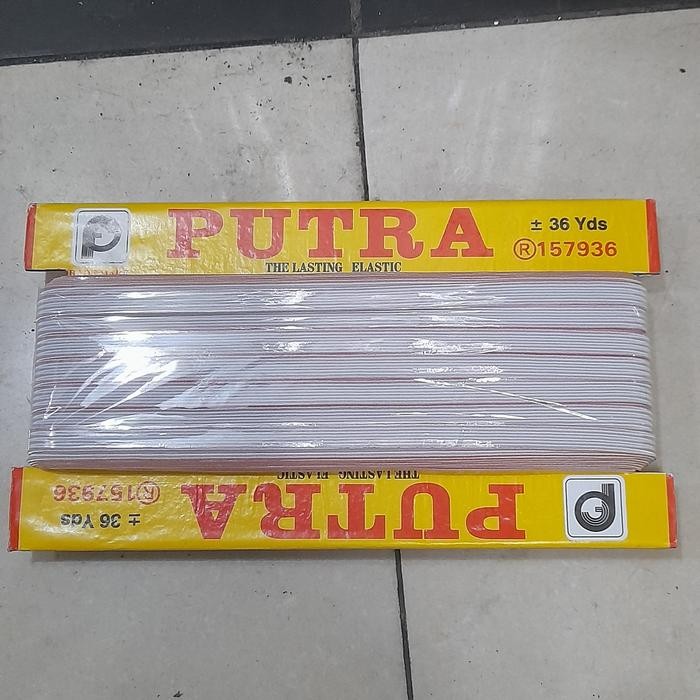 PUTRA
± 36 Yds
®157936
THE LASTING ELASTIC
THE LASTING ELASTIC
PUTRA
± 36 Yds
®157936